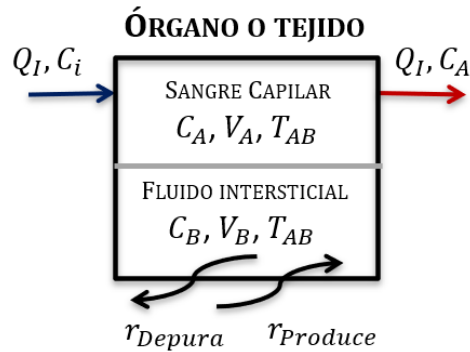 ÓRGANO O TEJIDO
Q_I, C_i
Q_I, C_A
SANGRE CAPILAR
C_A, V_A, T_AB
FLUIDO INTERSTICIAL
C_B, V_B, T_AB
r_Depura
r_Produce